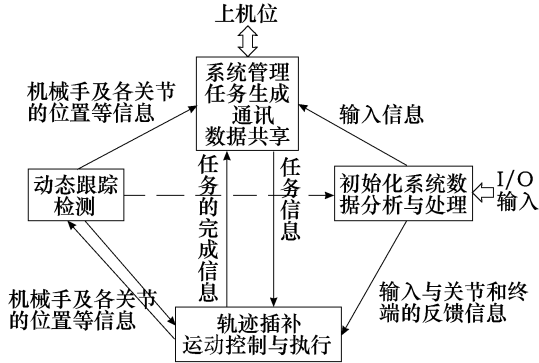 上机位
系统管理
任务生成
通讯
数据共享
机械手及各关节
的位置等信息
输入信息
动态跟踪
检测
任务的完成信息
任务信息
初始化系统数
据分析与处理
I/O
输入
机械手及各关节
的位置等信息
输入与关节和终
端的反馈信息
轨迹插补
运动控制与执行